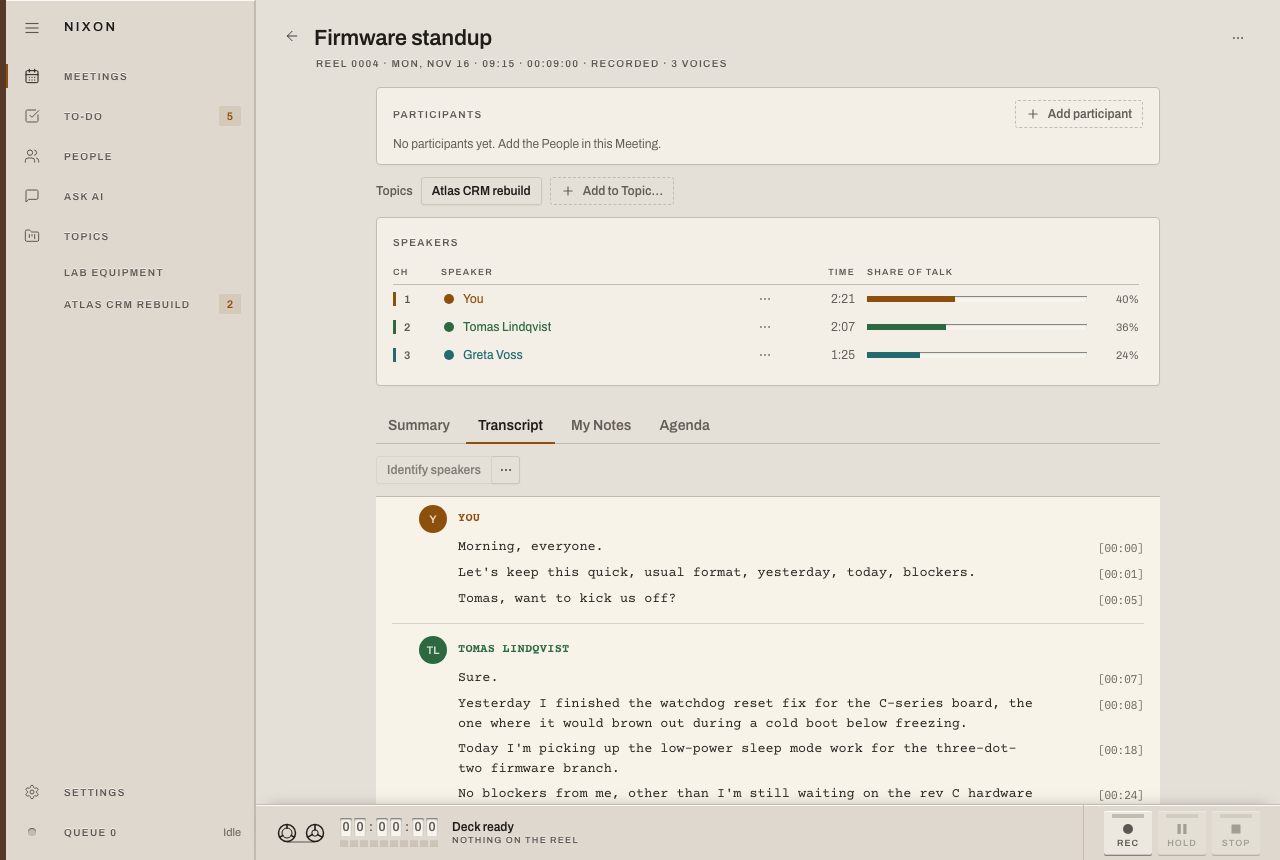 NIXON
MEETINGS
TO-DO 5
PEOPLE
ASK AI
TOPICS
LAB EQUIPMENT
ATLAS CRM REBUILD 2
SETTINGS
QUEUE 0 Idle
Firmware standup
REEL 0004 · MON, NOV 16 · 09:15 · 00:09:00 · RECORDED · 3 VOICES
PARTICIPANTS
Add participant
No participants yet. Add the People in this Meeting.
Topics Atlas CRM rebuild Add to Topic...
SPEAKERS
CH SPEAKER TIME SHARE OF TALK
1 You 2:21 40%
2 Tomas Lindqvist 2:07 36%
3 Greta Voss 1:25 24%
Summary Transcript My Notes Agenda
Identify speakers
Y YOU
Morning, everyone. [00:00]
Let's keep this quick, usual format, yesterday, today, blockers. [00:01]
Tomas, want to kick us off? [00:05]
TL TOMAS LINDQVIST
Sure. [00:07]
Yesterday I finished the watchdog reset fix for the C-series board, the [00:08]
one where it would brown out during a cold boot below freezing.
Today I'm picking up the low-power sleep mode work for the three-dot- [00:18]
two firmware branch.
No blockers from me, other than I'm still waiting on the rev C hardware [00:24]
00:00:00 Deck ready
NOTHING ON THE REEL
REC HOLD STOP